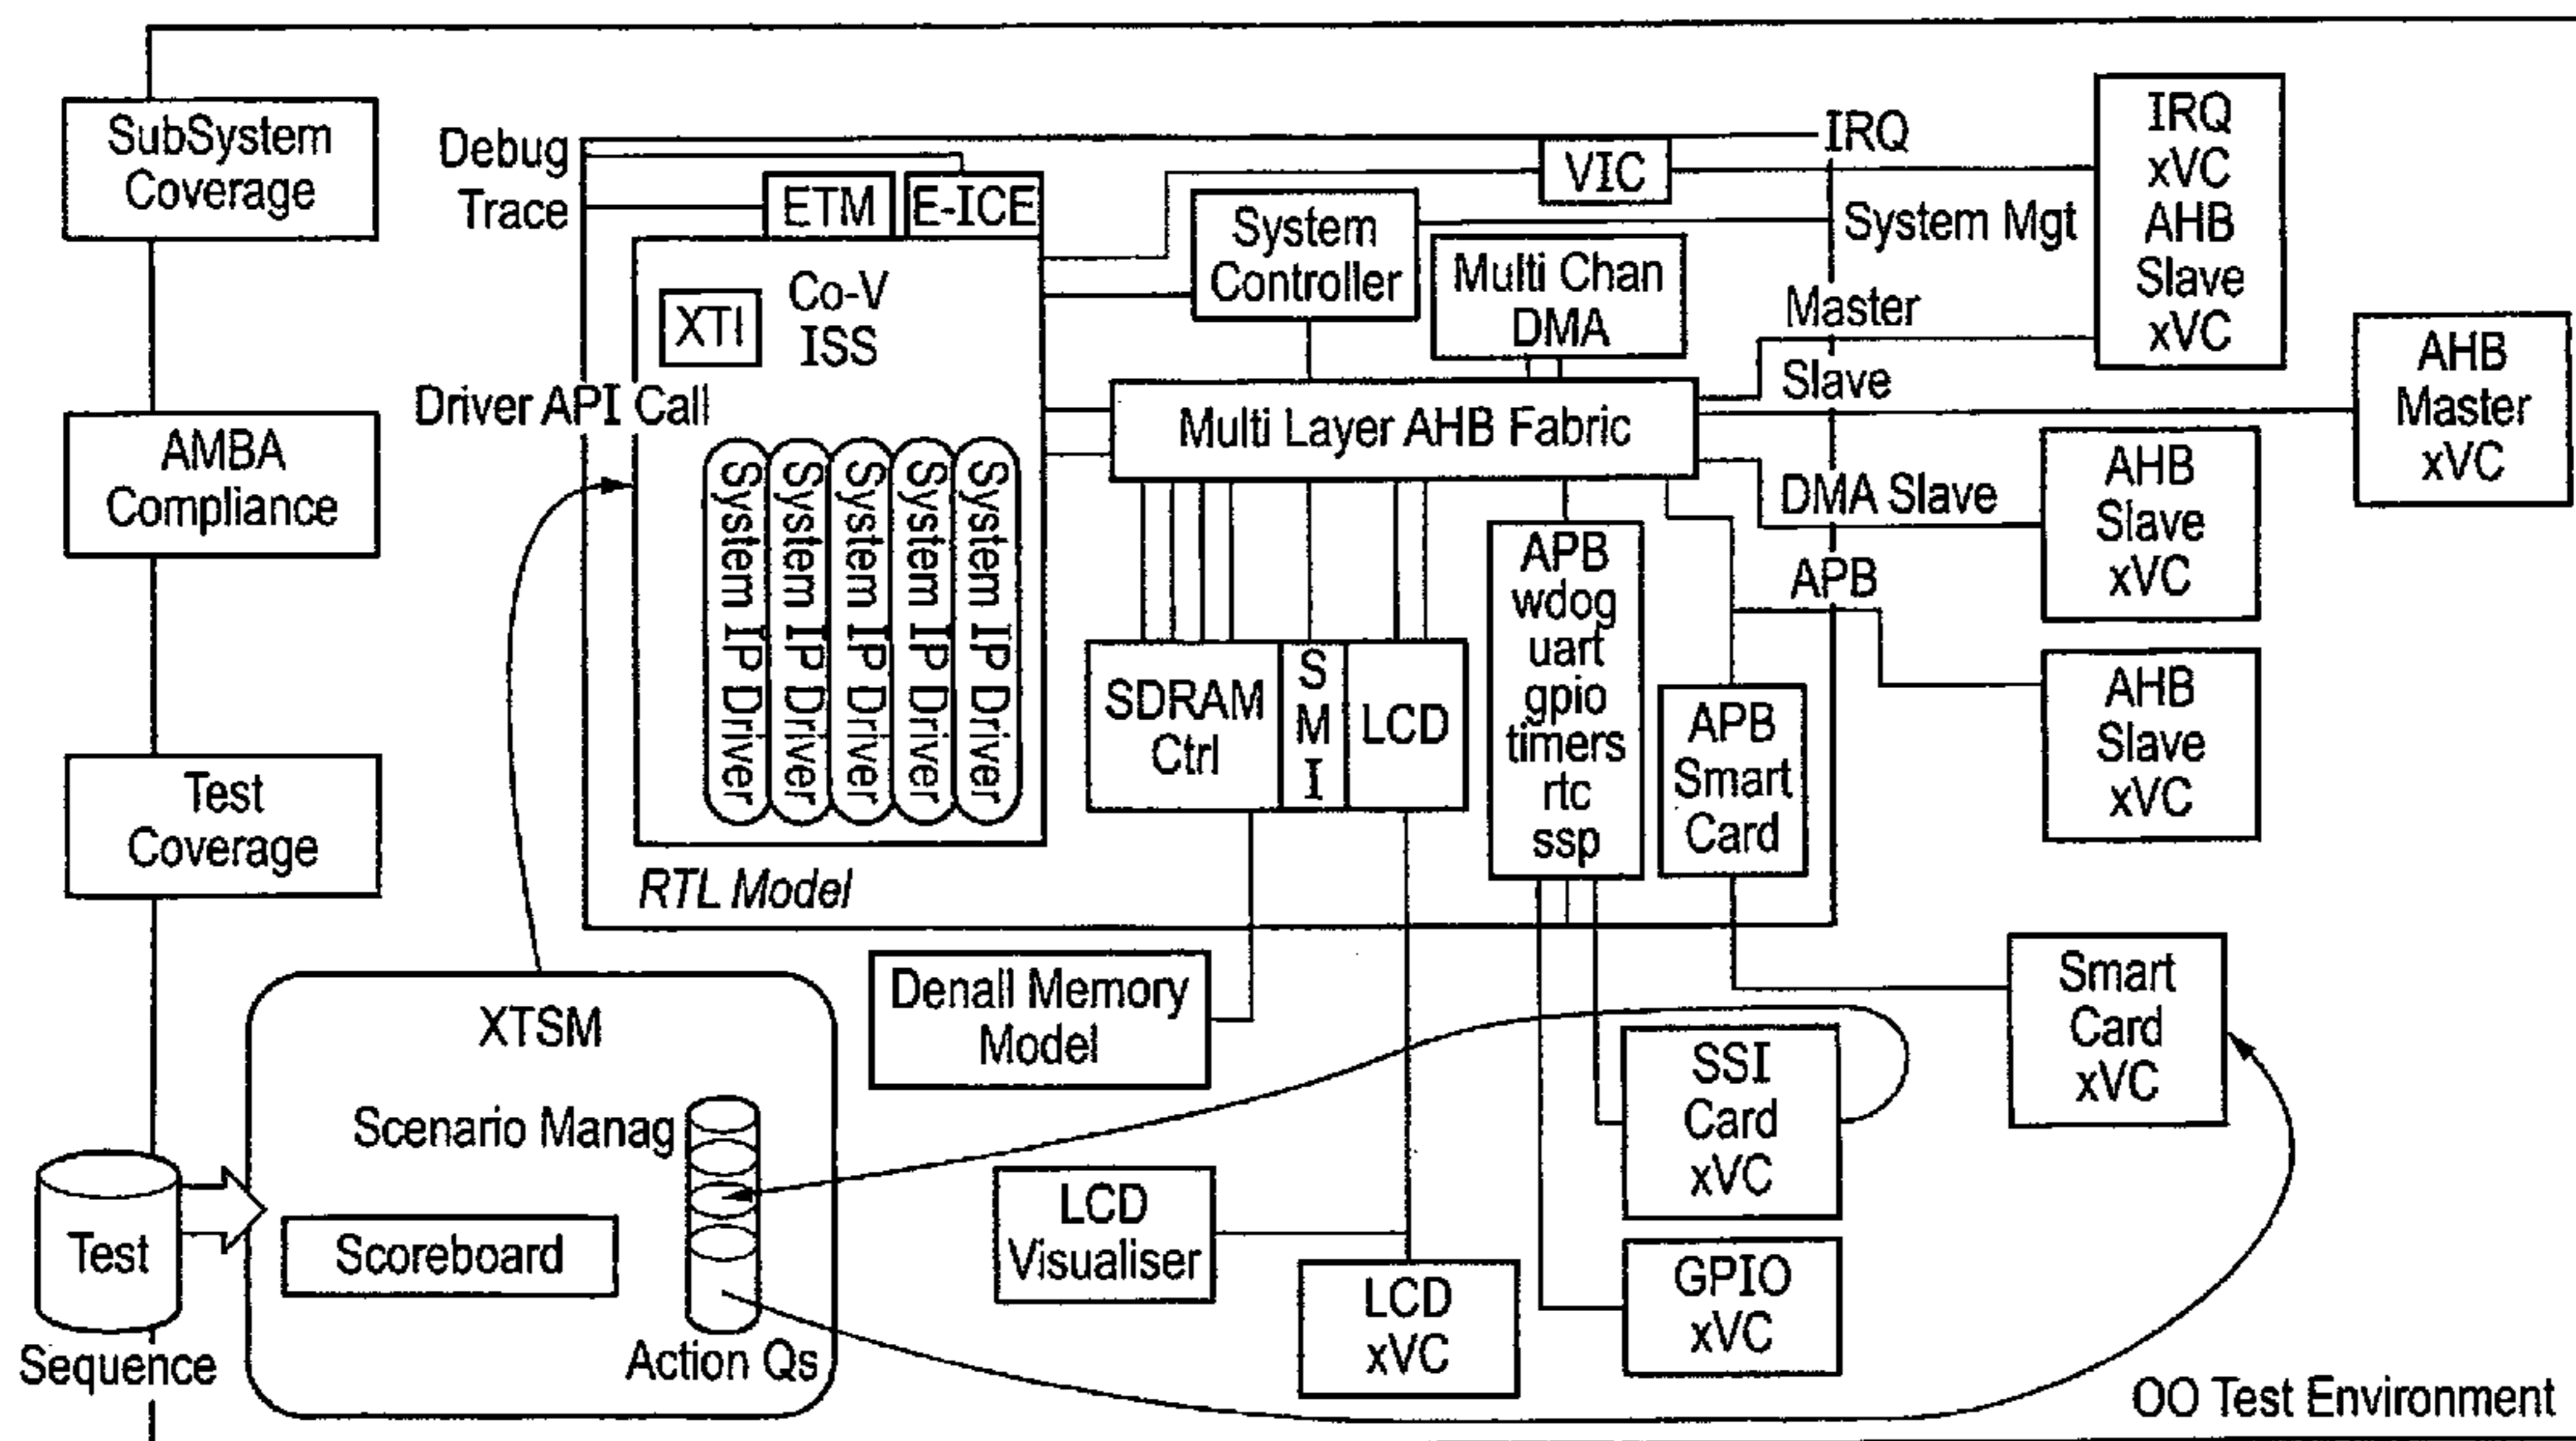 SubSystem
Coverage
AMBA
Compliance
Test
Coverage
Test
Sequence
Debug
Trace
ETM
E-ICE
XTI
Co-V
ISS
Driver API Call
System IP Driver
System IP Driver
System IP Driver
System IP Driver
System IP Driver
RTL Model
VIC
System
Controller
Multi Chan
DMA
Multi Layer AHB Fabric
SDRAM
Ctrl
S
M
I
LCD
APB
wdog
uart
gpio
timers
rtc
ssp
APB
Smart
Card
IRQ
System Mgt
Master
Slave
DMA Slave
APB
IRQ
xVC
AHB
Slave
xVC
AHB
Master
xVC
AHB
Slave
xVC
AHB
Slave
xVC
Smart
Card
xVC
XTSM
Scenario Manag
Scoreboard
Action Qs
Denall Memory
Model
LCD
Visualiser
LCD
xVC
SSI
Card
xVC
GPIO
xVC
OO Test Environment